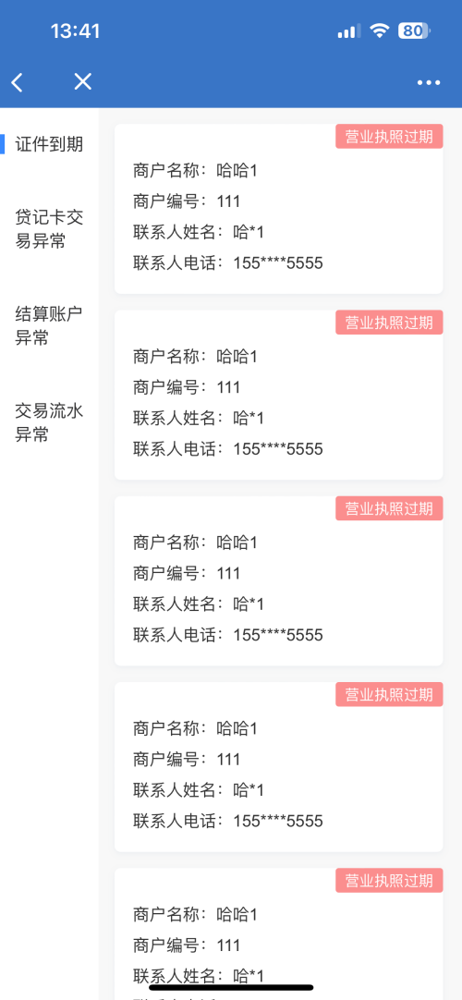 13:41
80
证件到期
贷记卡交
易异常
结算账户
异常
交易流水
异常
营业执照过期
商户名称：哈哈1
商户编号：111
联系人姓名：哈*1
联系人电话：155****5555
营业执照过期
商户名称：哈哈1
商户编号：111
联系人姓名：哈*1
联系人电话：155****5555
营业执照过期
商户名称：哈哈1
商户编号：111
联系人姓名：哈*1
联系人电话：155****5555
营业执照过期
商户名称：哈哈1
商户编号：111
联系人姓名：哈*1
联系人电话：155****5555
营业执照过期
商户名称：哈哈1
商户编号：111
联系人姓名：哈*1